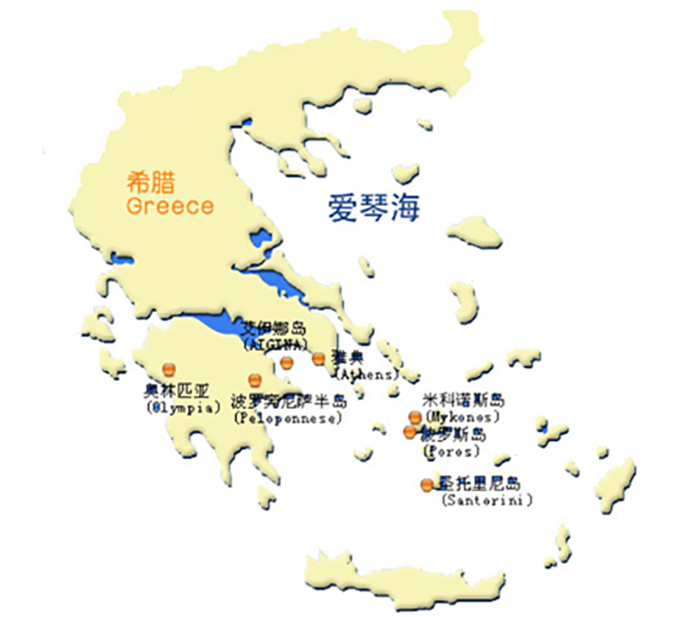 希腊
Greece
爱琴海
艾伊娜岛
(AIGINA)
雅典
(Athens)
奥林匹亚
(Olympia)
波罗奔尼萨半岛
(Peloponnese)
米科诺斯岛
(Mykonos)
波罗斯岛
(Poros)
圣托里尼岛
(Santorini)